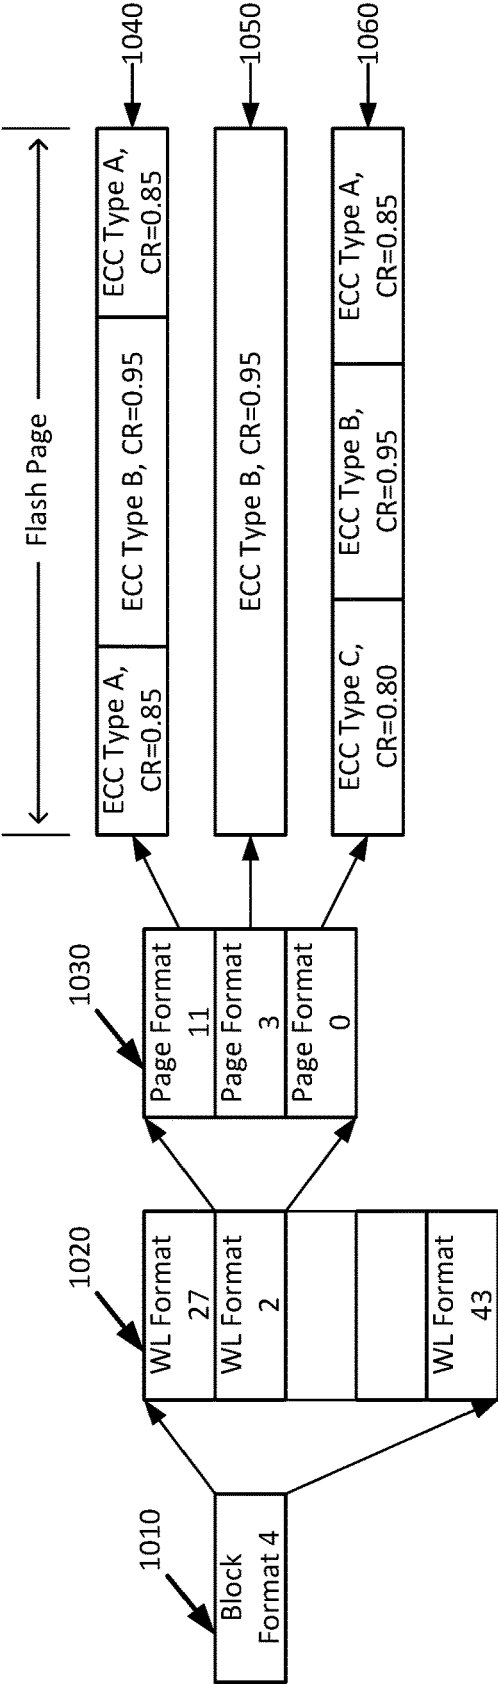 1010
Block
Format 4
1020
WL Format
27
WL Format
2
WL Format
43
1030
Page Format
11
Page Format
3
Page Format
0
Flash Page
ECC Type A,
CR=0.85
ECC Type B, CR=0.95
ECC Type A,
CR=0.85
1040
ECC Type B, CR=0.95
1050
ECC Type C,
CR=0.80
ECC Type B,
CR=0.95
ECC Type A,
CR=0.85
1060